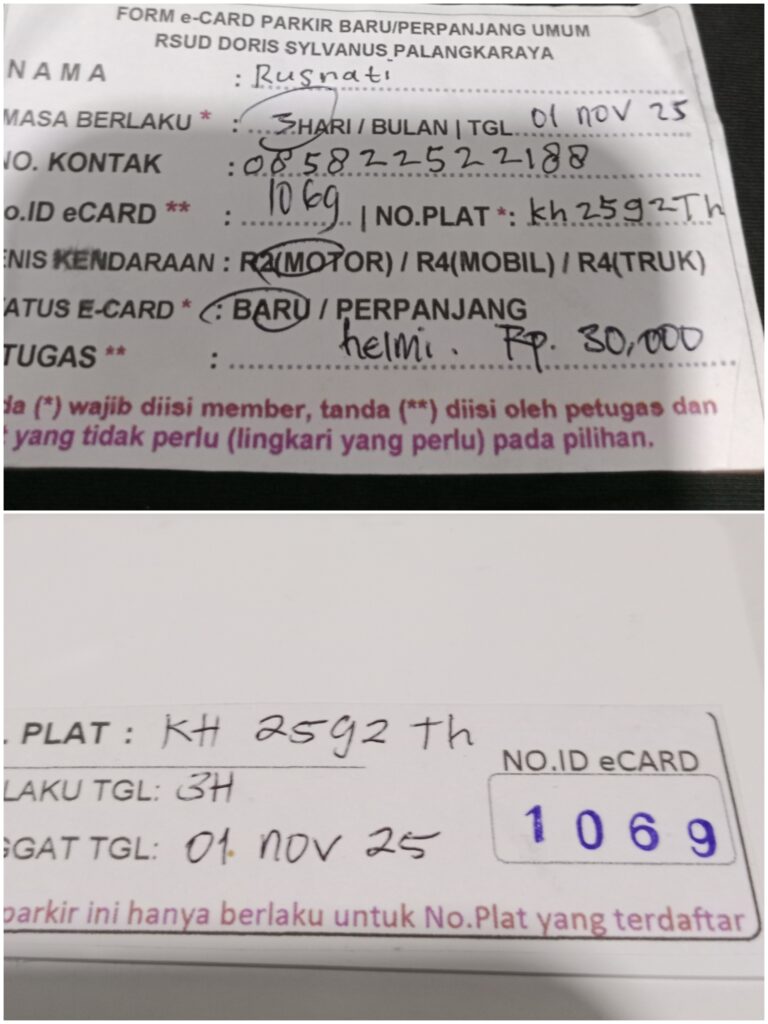 FORM e-CARD PARKIR BARU/PERPANJANG UMUM
RSUD DORIS SYLVANUS PALANGKARAYA
NAMA : Rusnati
MASA BERLAKU * : 3 HARI / BULAN | TGL 01 nov 25
NO. KONTAK : 085822522188
o.ID eCARD ** : 1069 | NO.PLAT *: kh 2592 Th
ENIS KENDARAAN : R2(MOTOR) / R4(MOBIL) / R4(TRUK)
ATUS E-CARD * : BARU / PERPANJANG
TUGAS ** : helmi. Rp. 30,000
da (*) wajib diisi member, tanda (**) diisi oleh petugas dan
* yang tidak perlu (lingkari yang perlu) pada pilihan.
. PLAT : KH 2592 Th
NO.ID eCARD
LAKU TGL: 3H
1069
GGAT TGL: 01 nov 25
parkir ini hanya berlaku untuk No.Plat yang terdaftar